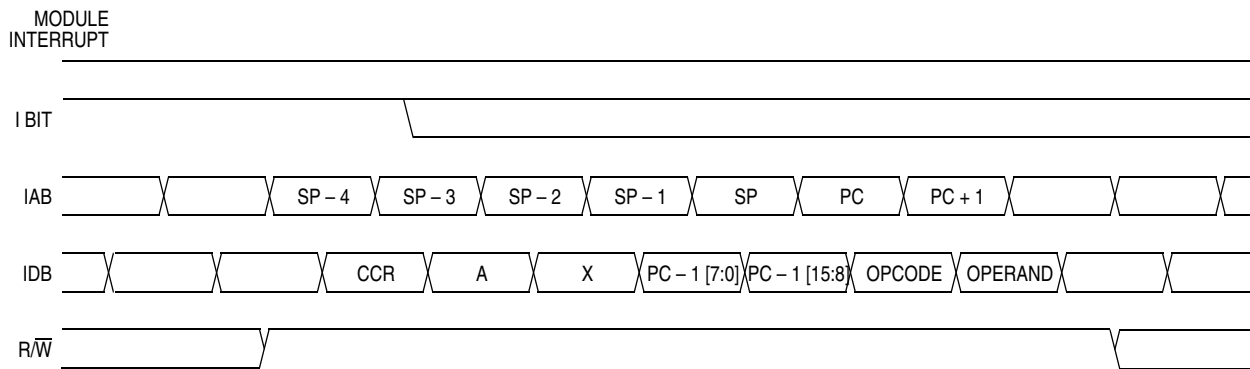 MODULE
INTERRUPT
I BIT
IAB SP – 4 SP – 3 SP – 2 SP – 1 SP PC PC + 1
IDB CCR A X PC – 1 [7:0] PC – 1 [15:8] OPCODE OPERAND
R/W̅